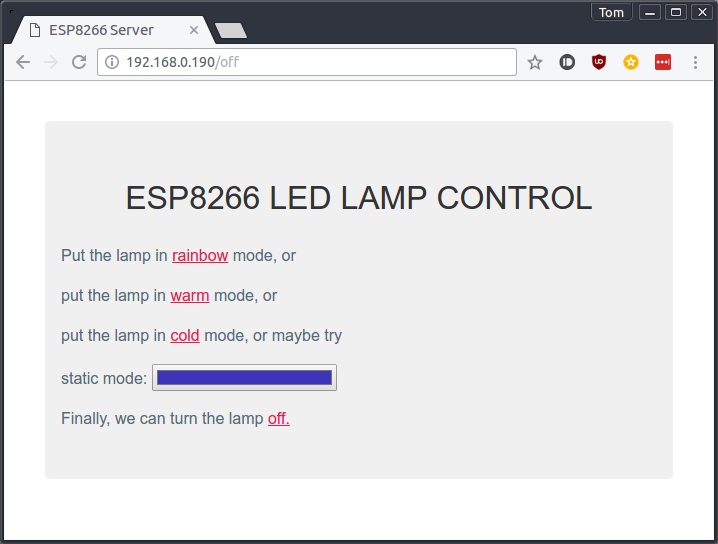 Tom
ESP8266 Server
192.168.0.190/off
ESP8266 LED LAMP CONTROL
Put the lamp in rainbow mode, or
put the lamp in warm mode, or
put the lamp in cold mode, or maybe try
static mode:
Finally, we can turn the lamp off.